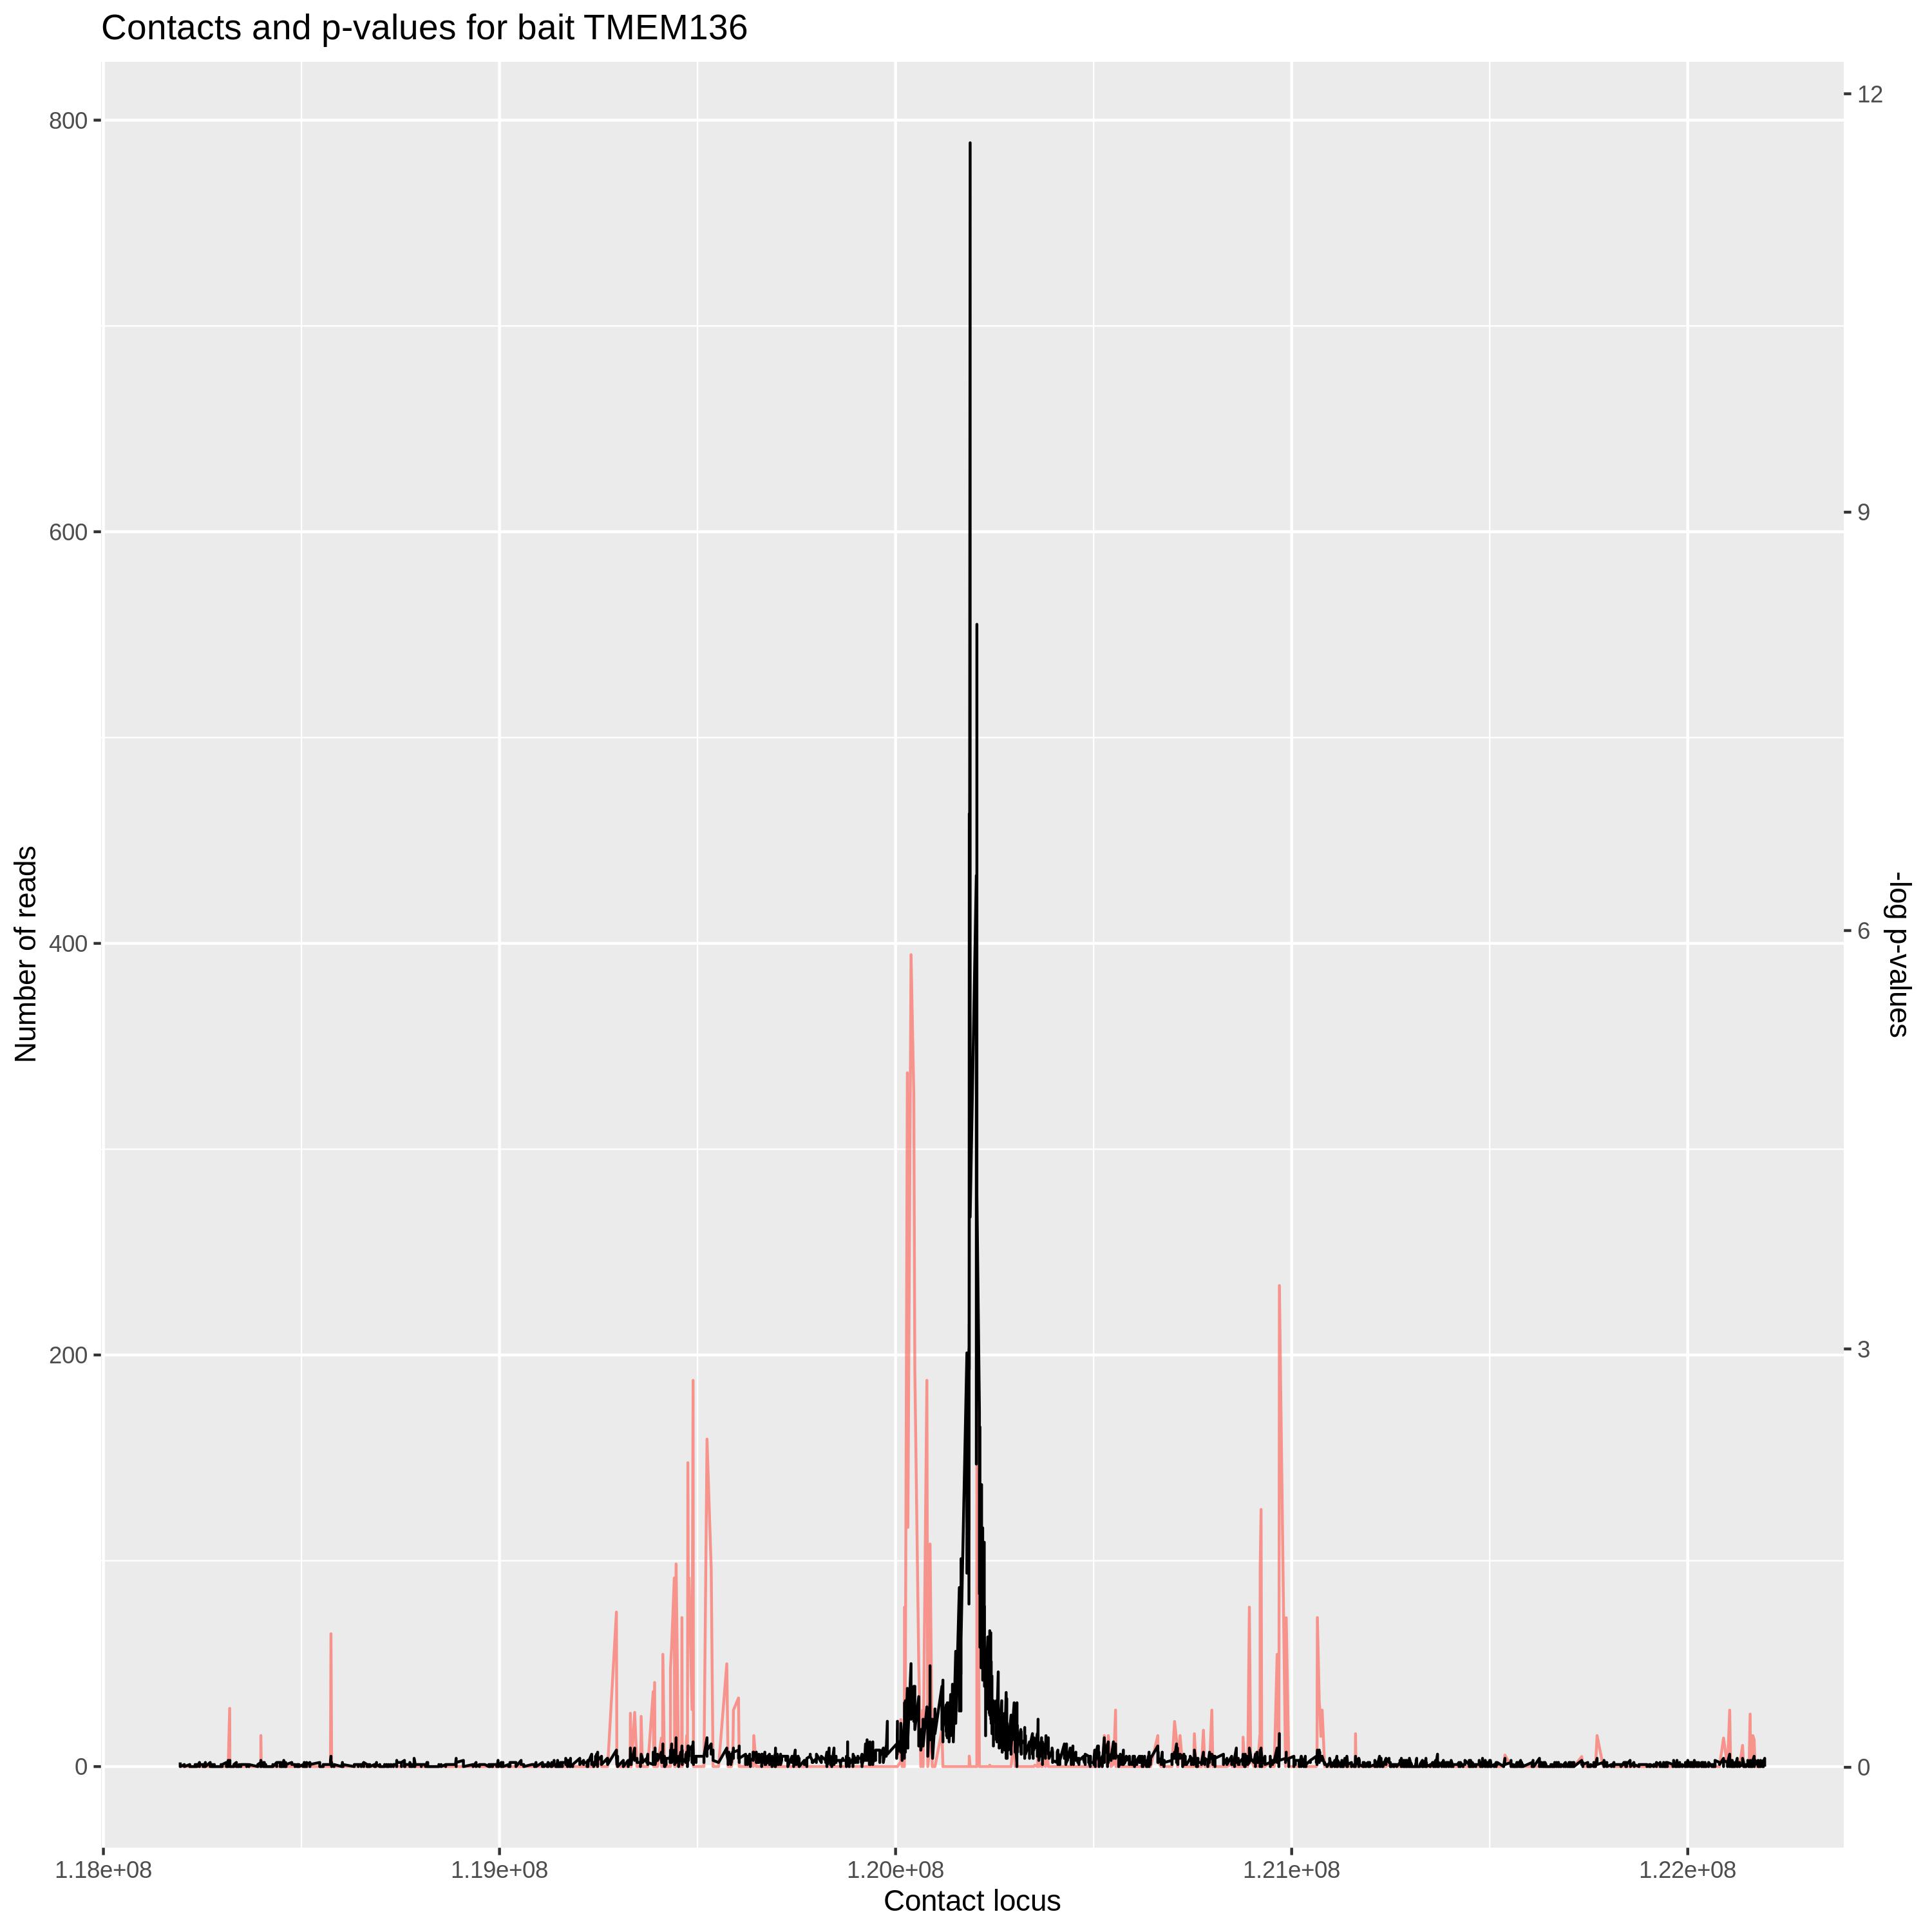 Contacts and p-values for bait TMEM136
800
600
400
200
0
12
9
6
3
0
Number of reads
-log p-values
1.18e+08 1.19e+08 1.20e+08 1.21e+08 1.22e+08
Contact locus